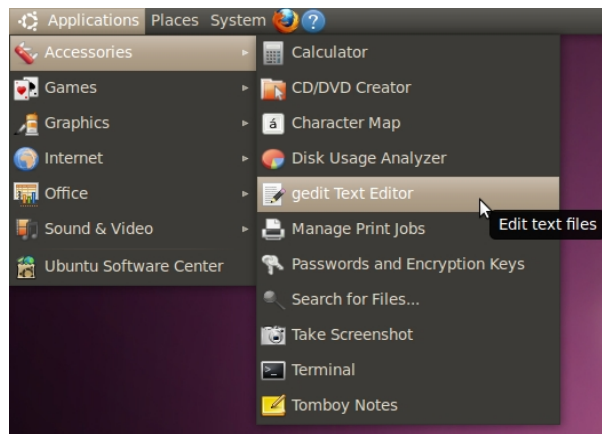 Applications Places System
Accessories
Games
Graphics
Internet
Office
Sound & Video
Ubuntu Software Center
Calculator
CD/DVD Creator
Character Map
Disk Usage Analyzer
gedit Text Editor
Manage Print Jobs
Passwords and Encryption Keys
Search for Files...
Take Screenshot
Terminal
Tomboy Notes
Edit text files